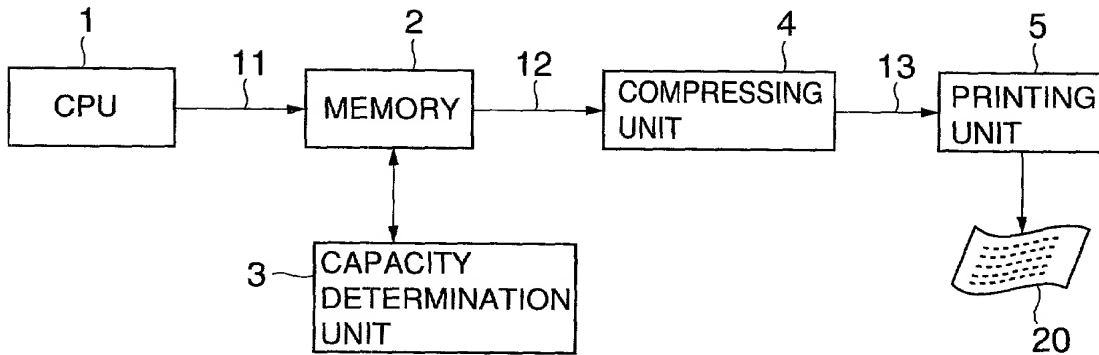 1
2
4
5
11
12
13
CPU
MEMORY
COMPRESSING
UNIT
PRINTING
UNIT
3
CAPACITY
DETERMINATION
UNIT
20